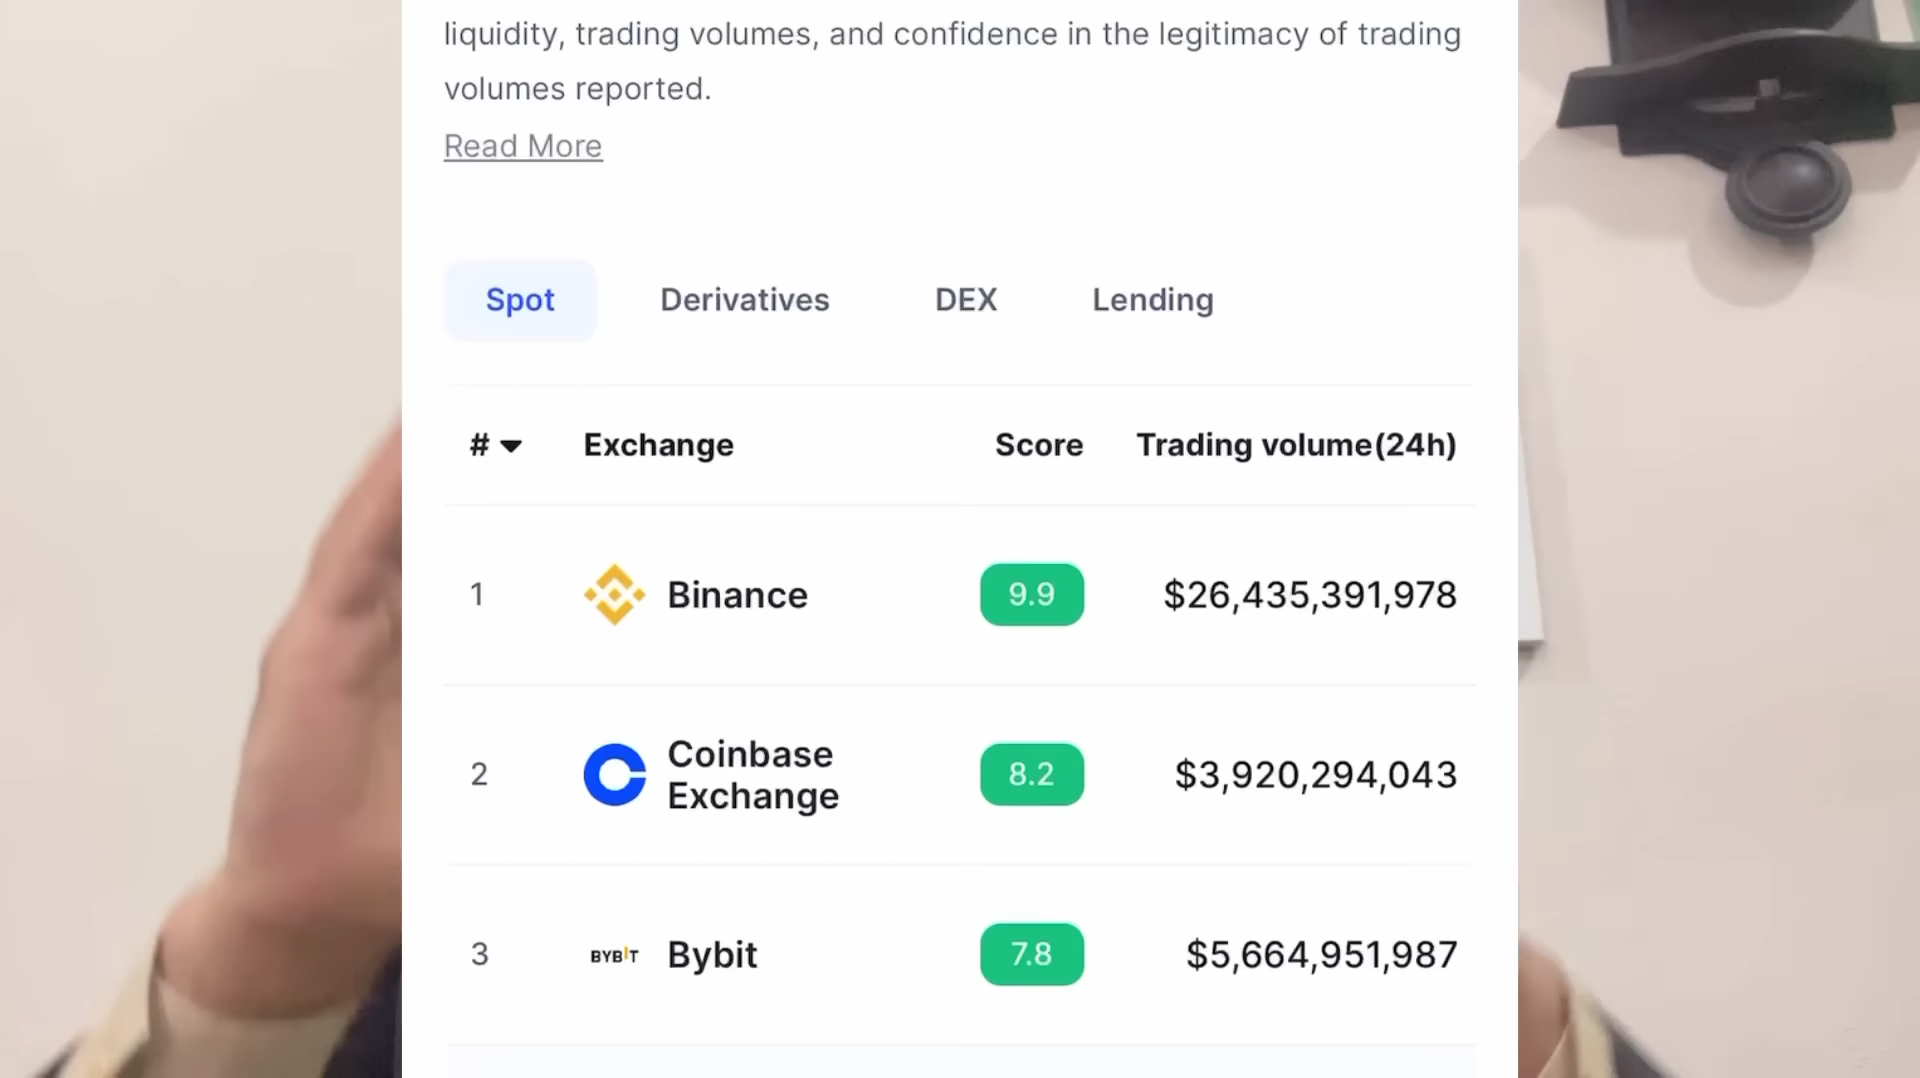 liquidity, trading volumes, and confidence in the legitimacy of trading
volumes reported.
Read More
Spot Derivatives DEX Lending
# Exchange Score Trading volume(24h)
1 Binance 9.9 $26,435,391,978
2 Coinbase Exchange 8.2 $3,920,294,043
3 BYBIT Bybit 7.8 $5,664,951,987